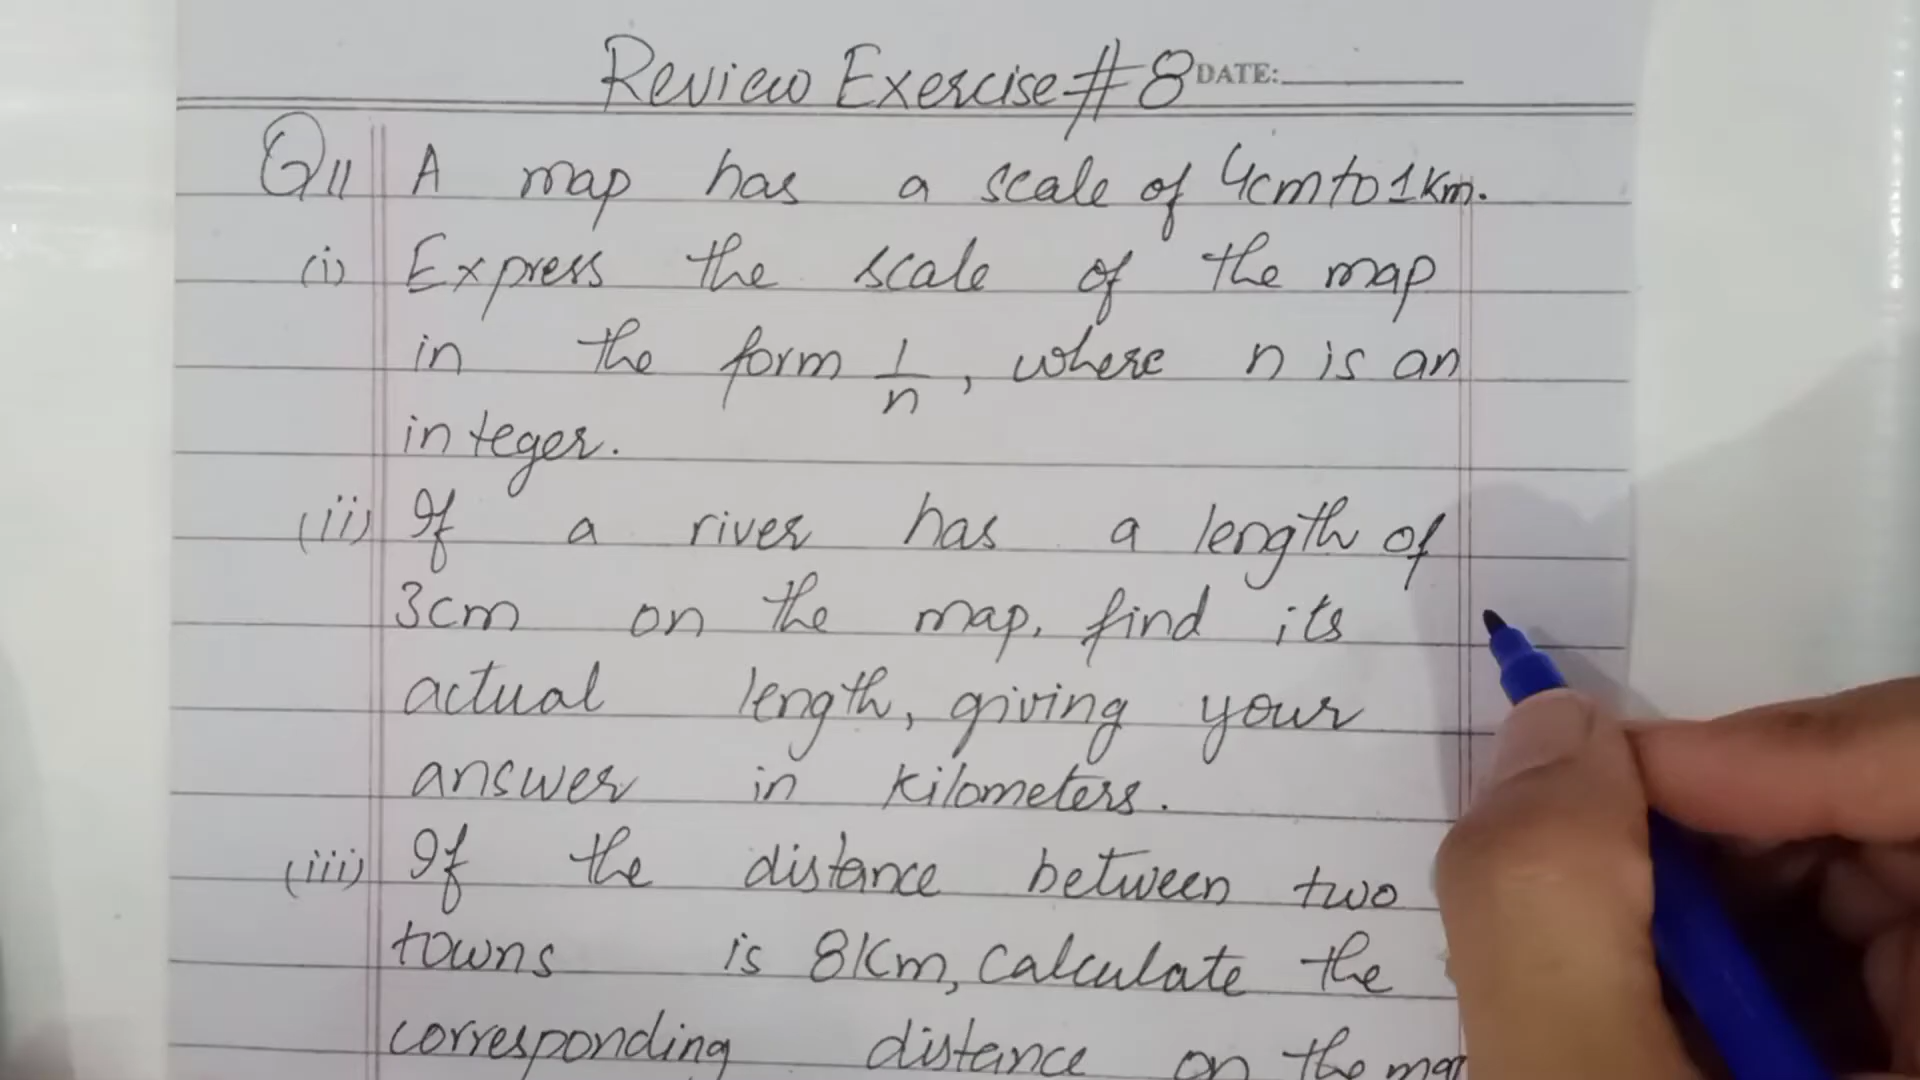 Review Exercise # 8 DATE:
Q11 A map has a scale of 4cm to 1Km.
(i) Express the scale of the map
in the form 1/n, where n is an
integer.
(ii) If a river has a length of
3cm on the map, find its
actual length, giving your
answer in kilometers.
(iii) If the distance between two
towns is 8Km, calculate the
corresponding distance on the map